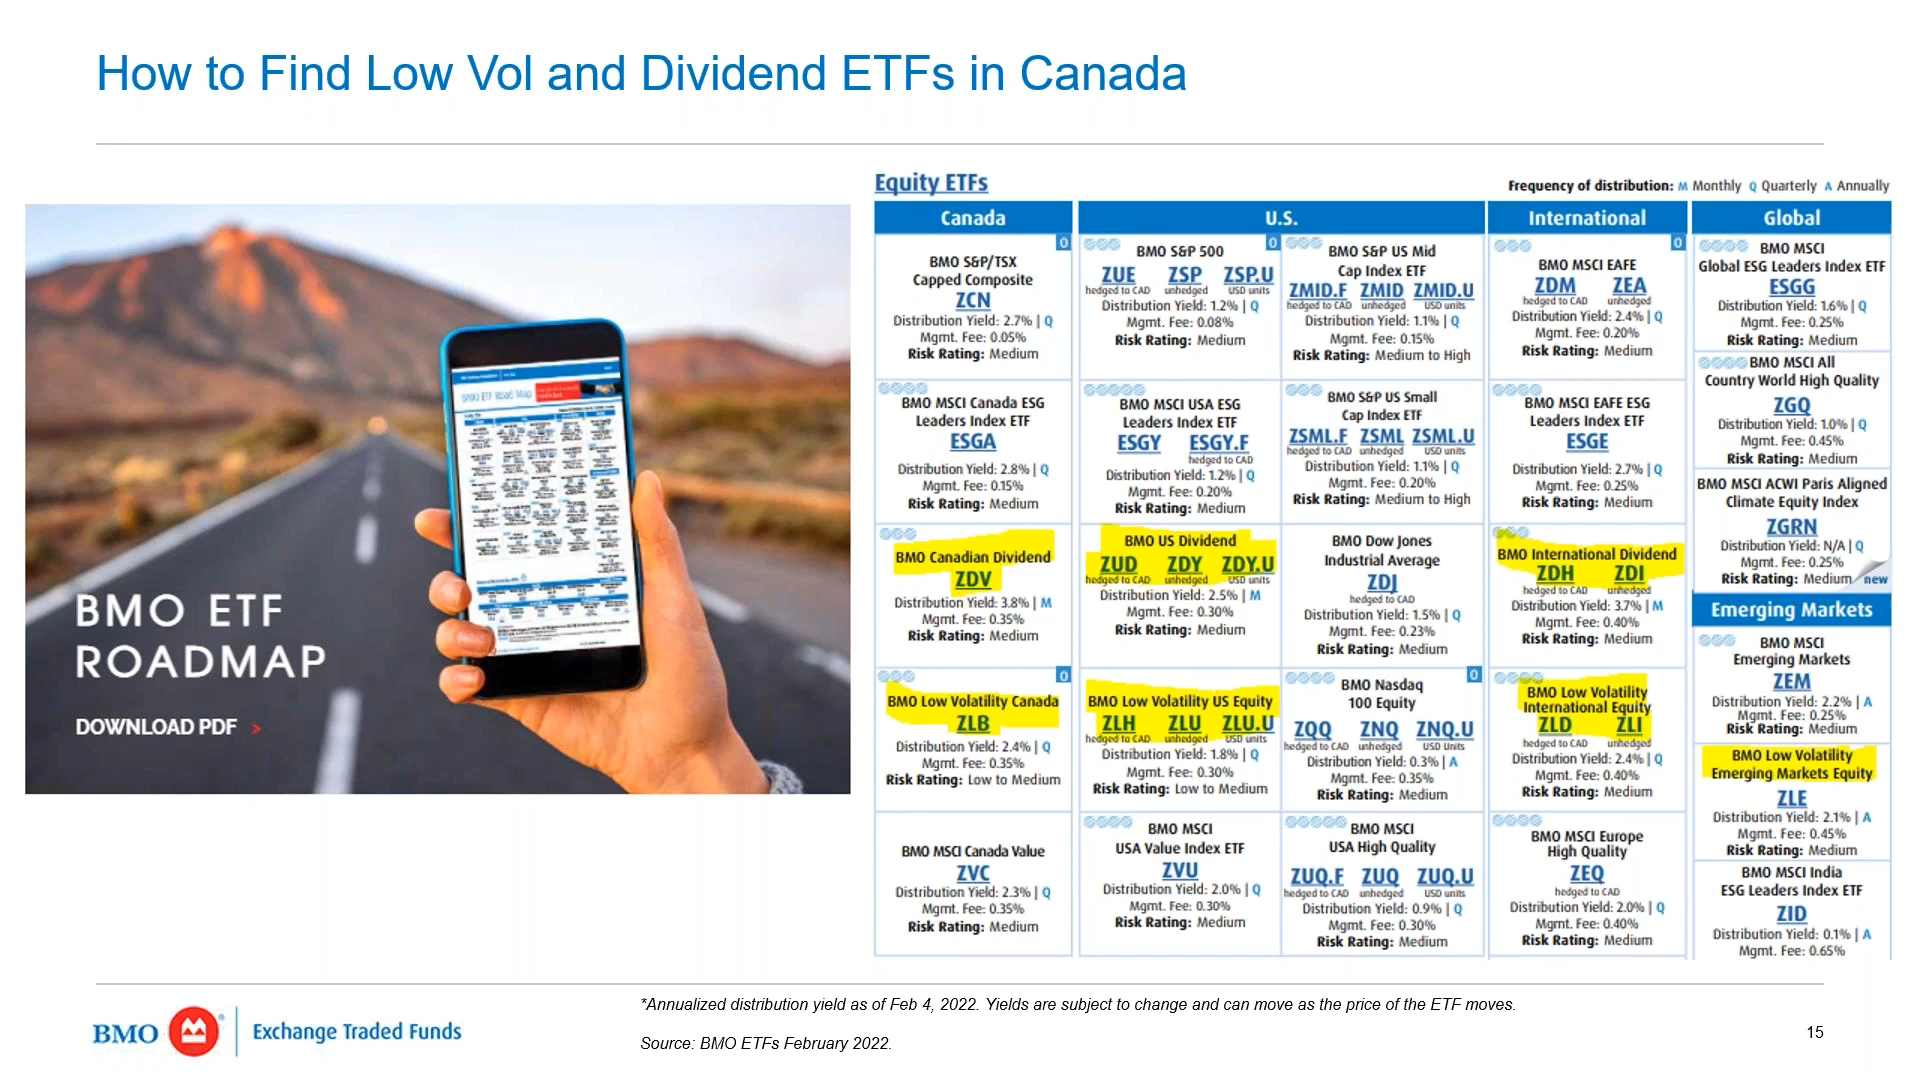 How to Find Low Vol and Dividend ETFs in Canada
BMO ETF
ROADMAP
DOWNLOAD PDF >
BMO ETF Road Map
Equity ETFs
Frequency of distribution: M Monthly Q Quarterly A Annually
Canada
O
BMO S&P/TSX
Capped Composite
ZCN
Distribution Yield: 2.7% | Q
Mgmt. Fee: 0.05%
Risk Rating: Medium
BMO MSCI Canada ESG
Leaders Index ETF
ESGA
Distribution Yield: 2.8% | Q
Mgmt. Fee: 0.15%
Risk Rating: Medium
BMO Canadian Dividend
ZDV
Distribution Yield: 3.8% | M
Mgmt. Fee: 0.35%
Risk Rating: Medium
O
BMO Low Volatility Canada
ZLB
Distribution Yield: 2.4% | Q
Mgmt. Fee: 0.35%
Risk Rating: Low to Medium
BMO MSCI Canada Value
ZVC
Distribution Yield: 2.3% | Q
Mgmt. Fee: 0.35%
Risk Rating: Medium
U.S.
O
BMO S&P 500
ZUE ZSP ZSP.U
hedged to CAD unhedged USD units
Distribution Yield: 1.2% | Q
Mgmt. Fee: 0.08%
Risk Rating: Medium
BMO MSCI USA ESG
Leaders Index ETF
ESGY ESGY.F
hedged to CAD
Distribution Yield: 1.2% | Q
Mgmt. Fee: 0.20%
Risk Rating: Medium
BMO US Dividend
ZUD ZDY ZDY.U
hedged to CAD unhedged USD units
Distribution Yield: 2.5% | M
Mgmt. Fee: 0.30%
Risk Rating: Medium
BMO Low Volatility US Equity
ZLH ZLU ZLU.U
hedged to CAD unhedged USD units
Distribution Yield: 1.8% | Q
Mgmt. Fee: 0.30%
Risk Rating: Low to Medium
BMO MSCI
USA Value Index ETF
ZVU
Distribution Yield: 2.0% | Q
Mgmt. Fee: 0.30%
Risk Rating: Medium
BMO S&P US Mid
Cap Index ETF
ZMID.F ZMID ZMID.U
hedged to CAD unhedged USD units
Distribution Yield: 1.1% | Q
Mgmt. Fee: 0.15%
Risk Rating: Medium to High
BMO S&P US Small
Cap Index ETF
ZSML.F ZSML ZSML.U
hedged to CAD unhedged USD units
Distribution Yield: 1.1% | Q
Mgmt. Fee: 0.20%
Risk Rating: Medium to High
BMO Dow Jones
Industrial Average
ZDJ
hedged to CAD
Distribution Yield: 1.5% | Q
Mgmt. Fee: 0.23%
Risk Rating: Medium
O
BMO Nasdaq
100 Equity
ZQQ ZNQ ZNQ.U
hedged to CAD unhedged USD Units
Distribution Yield: 0.3% | A
Mgmt. Fee: 0.35%
Risk Rating: Medium
BMO MSCI
USA High Quality
ZUQ.F ZUQ ZUQ.U
hedged to CAD unhedged USD units
Distribution Yield: 0.9% | Q
Mgmt. Fee: 0.30%
Risk Rating: Medium
International
O
BMO MSCI EAFE
ZDM ZEA
hedged to CAD unhedged
Distribution Yield: 2.4% | Q
Mgmt. Fee: 0.20%
Risk Rating: Medium
BMO MSCI EAFE ESG
Leaders Index ETF
ESGE
Distribution Yield: 2.7% | Q
Mgmt. Fee: 0.25%
Risk Rating: Medium
BMO International Dividend
ZDH ZDI
hedged to CAD unhedged
Distribution Yield: 3.7% | M
Mgmt. Fee: 0.40%
Risk Rating: Medium
BMO Low Volatility
International Equity
ZLD ZLI
hedged to CAD unhedged
Distribution Yield: 2.4% | Q
Mgmt. Fee: 0.40%
Risk Rating: Medium
BMO MSCI Europe
High Quality
ZEQ
hedged to CAD
Distribution Yield: 2.0% | Q
Mgmt. Fee: 0.40%
Risk Rating: Medium
Global
BMO MSCI
Global ESG Leaders Index ETF
ESGG
Distribution Yield: 1.6% | Q
Mgmt. Fee: 0.25%
Risk Rating: Medium
BMO MSCI All
Country World High Quality
ZGQ
Distribution Yield: 1.0% | Q
Mgmt. Fee: 0.45%
Risk Rating: Medium
BMO MSCI ACWI Paris Aligned
Climate Equity Index
ZGRN
Distribution Yield: N/A | Q
Mgmt. Fee: 0.25%
Risk Rating: Medium new
Emerging Markets
BMO MSCI
Emerging Markets
ZEM
Distribution Yield: 2.2% | A
Mgmt. Fee: 0.25%
Risk Rating: Medium
BMO Low Volatility
Emerging Markets Equity
ZLE
Distribution Yield: 2.1% | A
Mgmt. Fee: 0.45%
Risk Rating: Medium
BMO MSCI India
ESG Leaders Index ETF
ZID
Distribution Yield: 0.1% | A
Mgmt. Fee: 0.65%
*Annualized distribution yield as of Feb 4, 2022. Yields are subject to change and can move as the price of the ETF moves.
Source: BMO ETFs February 2022.
BMO Exchange Traded Funds
15